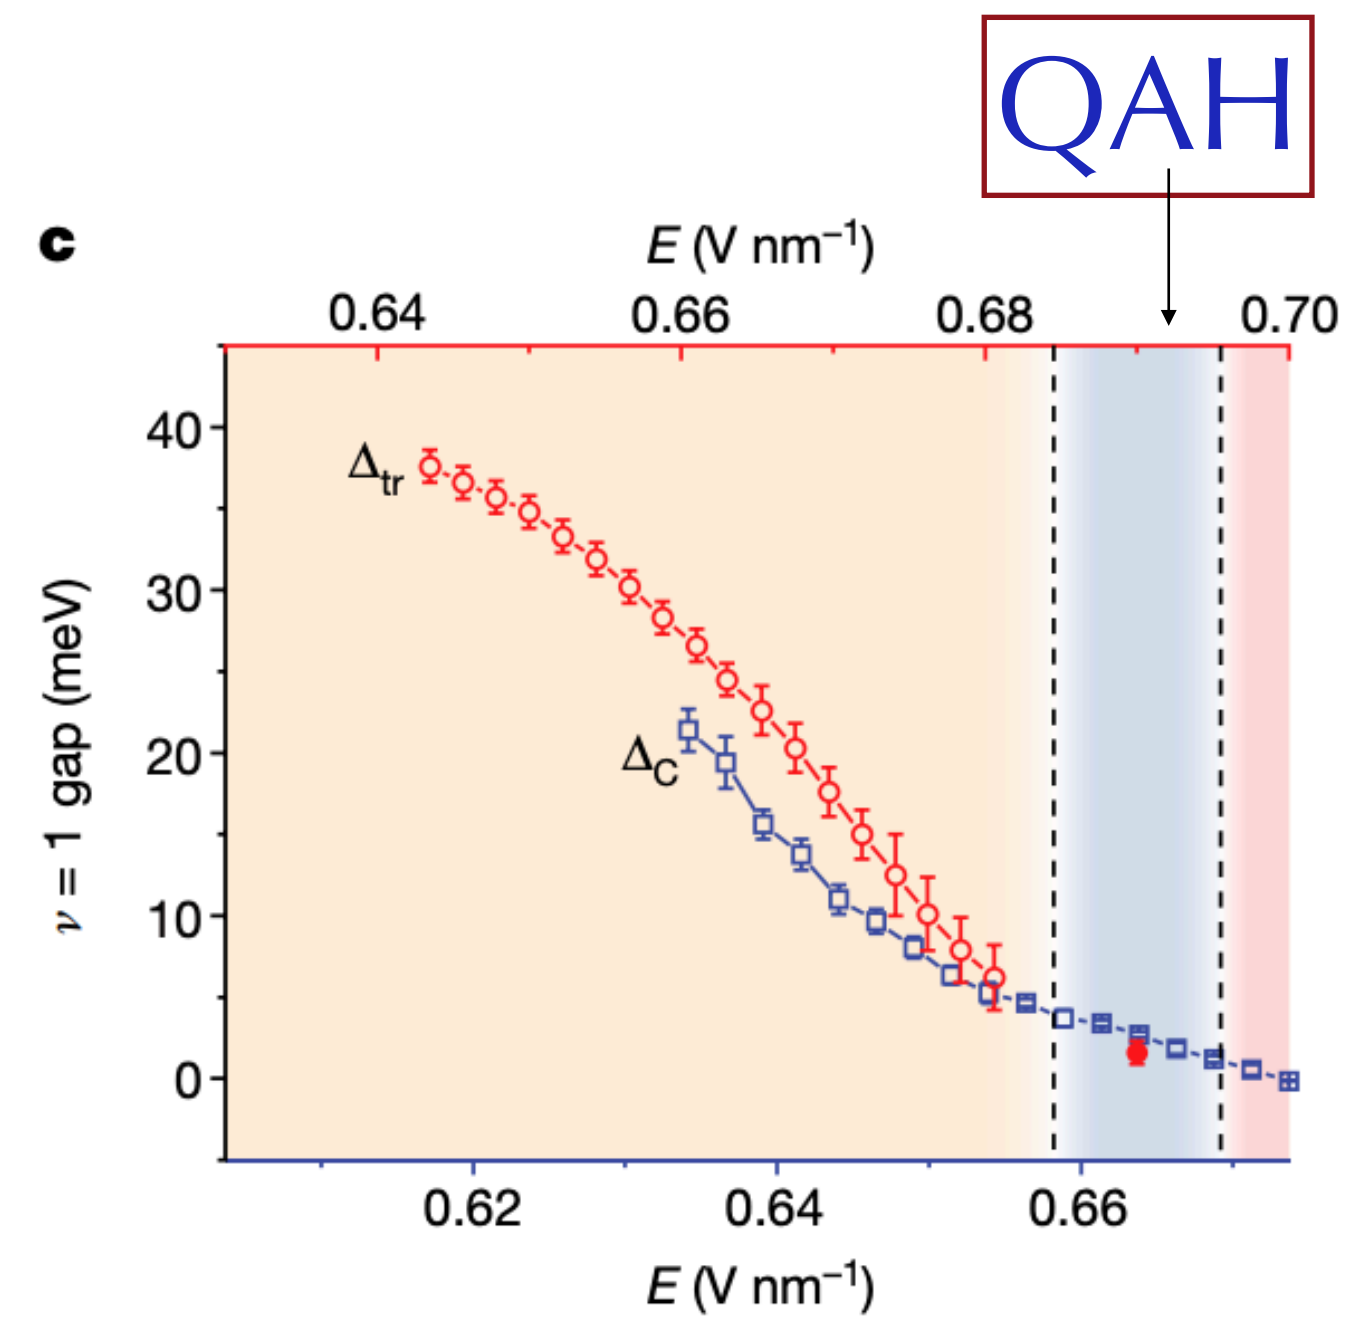 QAH
c
E (V nm⁻¹)
0.64 0.66 0.68 0.70
40
30
20
10
0
Δtr
ΔC
ν = 1 gap (meV)
0.62 0.64 0.66
E (V nm⁻¹)